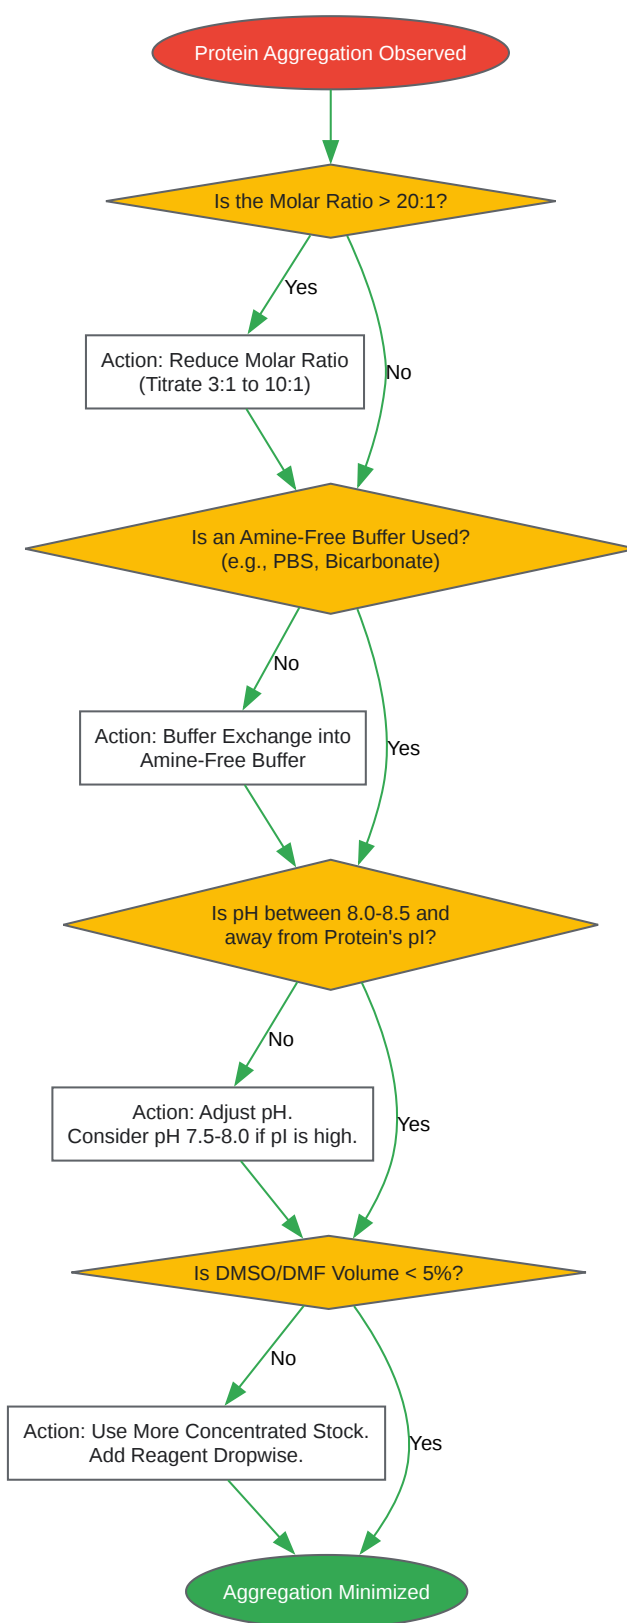 Protein Aggregation Observed
Is the Molar Ratio > 20:1?
Yes
Action: Reduce Molar Ratio
(Titrate 3:1 to 10:1)
No
Is an Amine-Free Buffer Used?
(e.g., PBS, Bicarbonate)
No
Action: Buffer Exchange into
Amine-Free Buffer
Yes
Is pH between 8.0-8.5 and
away from Protein's pI?
No
Action: Adjust pH.
Consider pH 7.5-8.0 if pI is high.
Yes
Is DMSO/DMF Volume < 5%?
No
Action: Use More Concentrated Stock.
Add Reagent Dropwise.
Yes
Aggregation Minimized